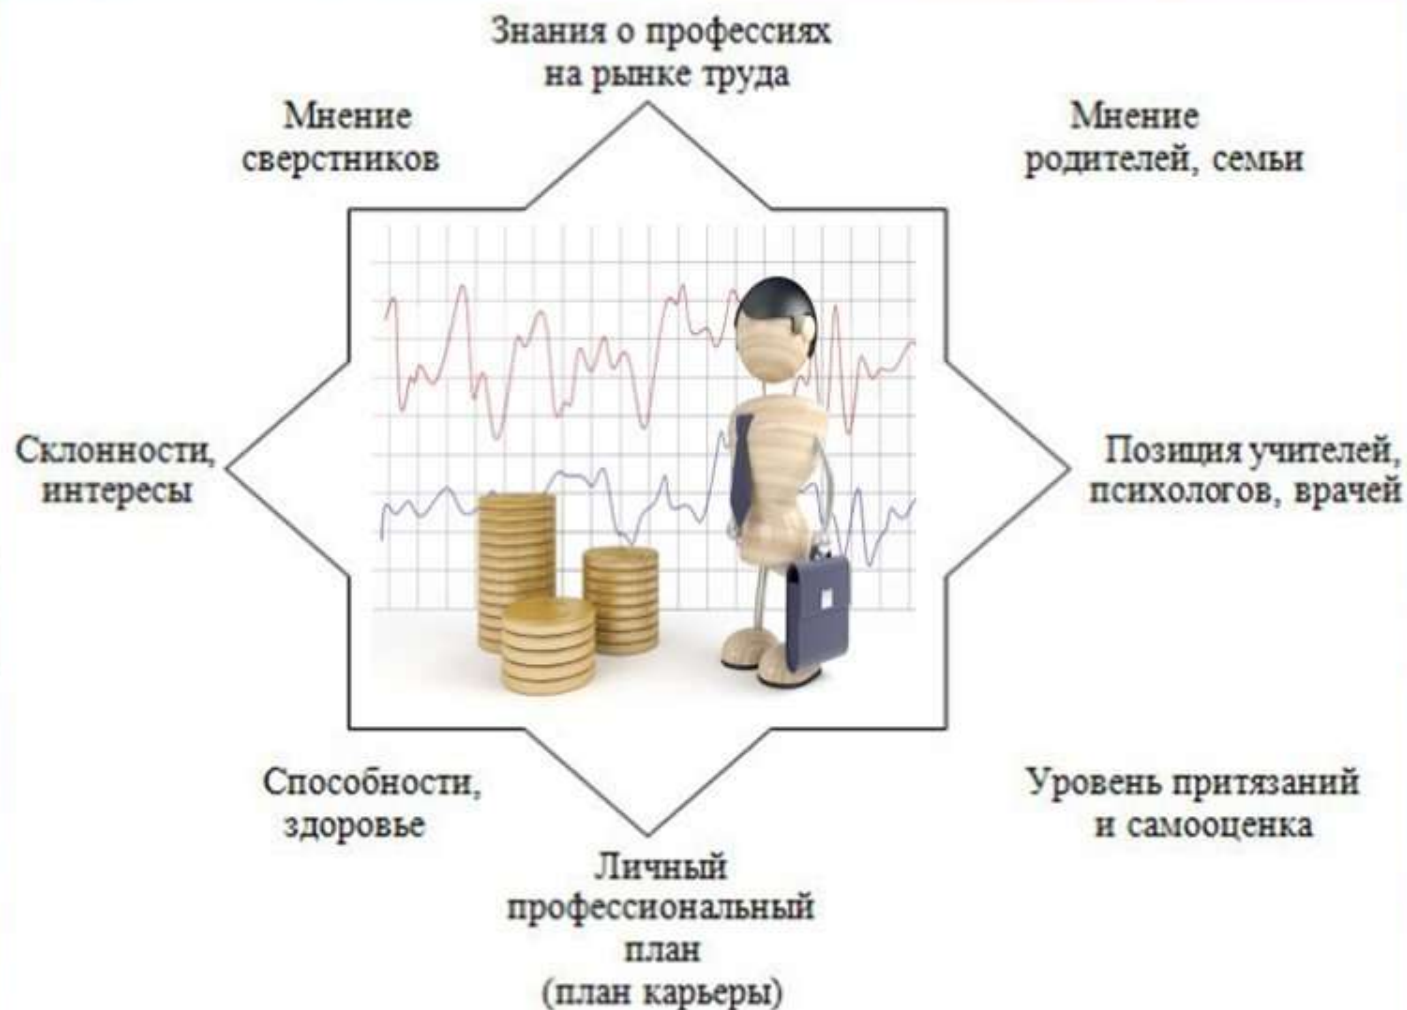 Знания о профессиях
на рынке труда
Мнение
сверстников
Мнение
родителей, семьи
Склонности,
интересы
Позиция учителей,
психологов, врачей
Способности,
здоровье
Уровень притязаний
и самооценка
Личный
профессиональный
план
(план карьеры)